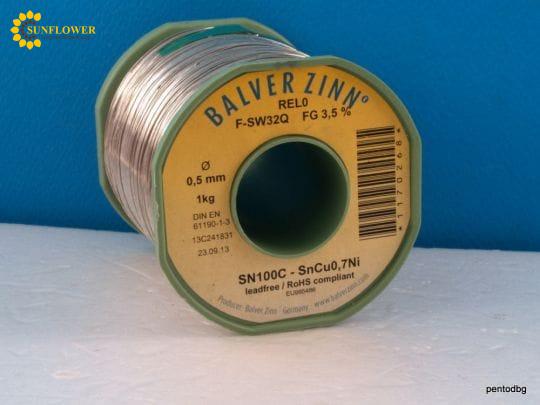 SUNFLOWER
BALVER ZINN
REL0
F-SW32Q FG 3,5 %
Ø
0,5 mm
1kg
DIN EN
61190-1-3
13C241831
23.09.13
*1170268*
SN100C - SnCu0,7Ni
leadfree / RoHS compliant
Producer: Balver Zinn Germany www.balverzinn.com
pentodbg